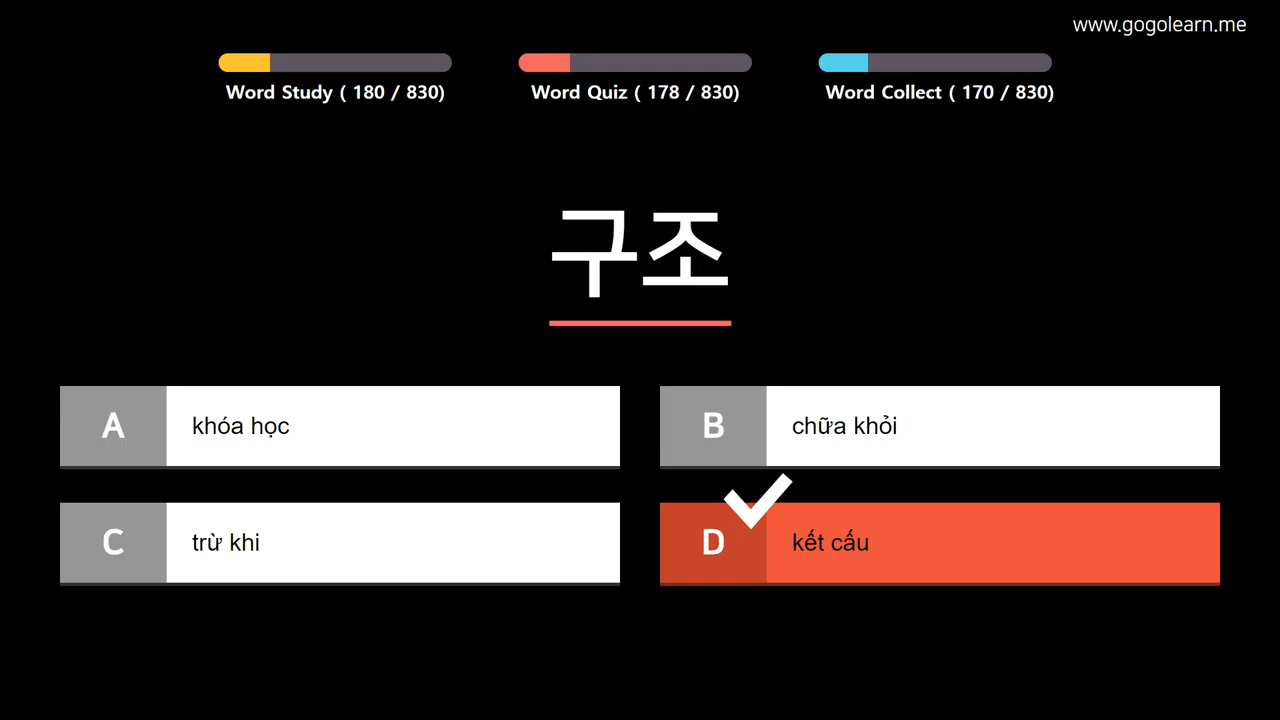 www.gogolearn.me
Word Study ( 180 / 830)
Word Quiz ( 178 / 830)
Word Collect ( 170 / 830)
구조
A khóa học
B chữa khỏi
C trừ khi
D kết cấu